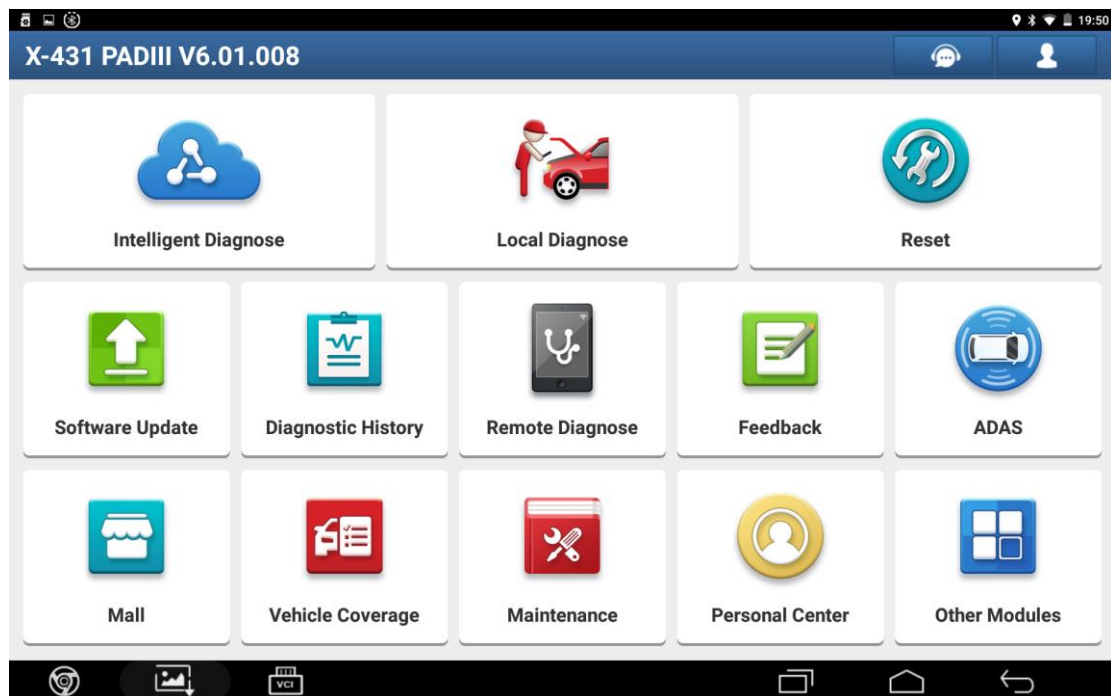 19:50
X-431 PADIII V6.01.008
Intelligent Diagnose
Local Diagnose
Reset
Software Update
Diagnostic History
Remote Diagnose
Feedback
ADAS
Mall
Vehicle Coverage
Maintenance
Personal Center
Other Modules
VCI